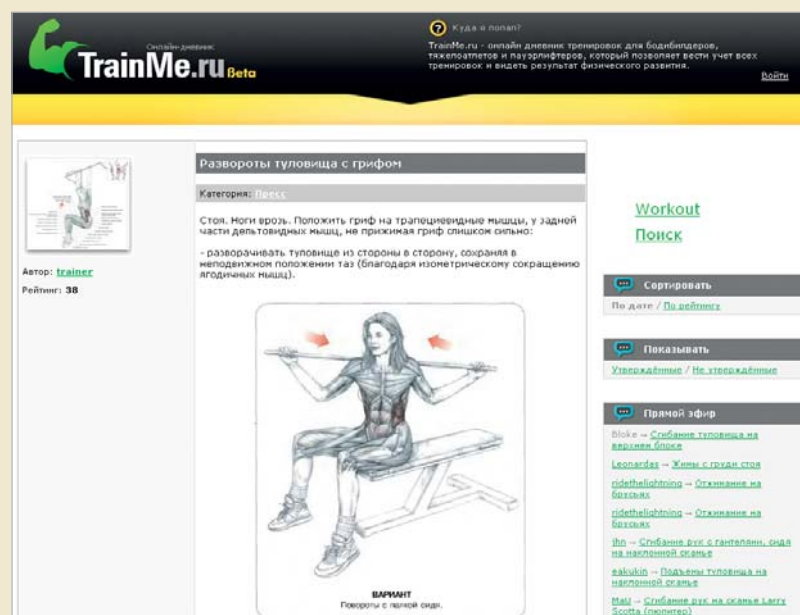 Онлайн-дневник
TrainMe.ru Beta
Куда я попал?
TrainMe.ru - онлайн дневник тренировок для бодибилдеров,
тяжелоатлетов и пауэрлифтеров, который позволяет вести учет всех
тренировок и видеть результат физического развития.
Войти
Автор: trainer
Рейтинг: 38
Развороты туловища с грифом
Категория: Пресс
Стоя. Ноги врозь. Положить гриф на трапециевидные мышцы, у задней
части дельтовидных мышц, не прижимая гриф слишком сильно:
- разворачивать туловище из стороны в сторону, сохраняя в
неподвижном положении таз (благодаря изометрическому сокращению
ягодичных мышц).
ВАРИАНТ
Повороты с палкой сидя.
Workout
Поиск
Сортировать
По дате / По рейтингу
Показывать
Утверждённые / Не утверждённые
Прямой эфир
Bloke → Сгибание туловища на
верхнем блоке
Leonardas → Жимы с груди стоя
ridethelightning → Отжимание на
брусьях
ridethelightning → Отжимание на
брусьях
ihn → Сгибание рук с гантелями, сидя
на наклонной скамье
eakukin → Подъемы туловища на
наклонной скамье
MaU → Сгибание рук на скамье Larry
Scotta (пюпитер)